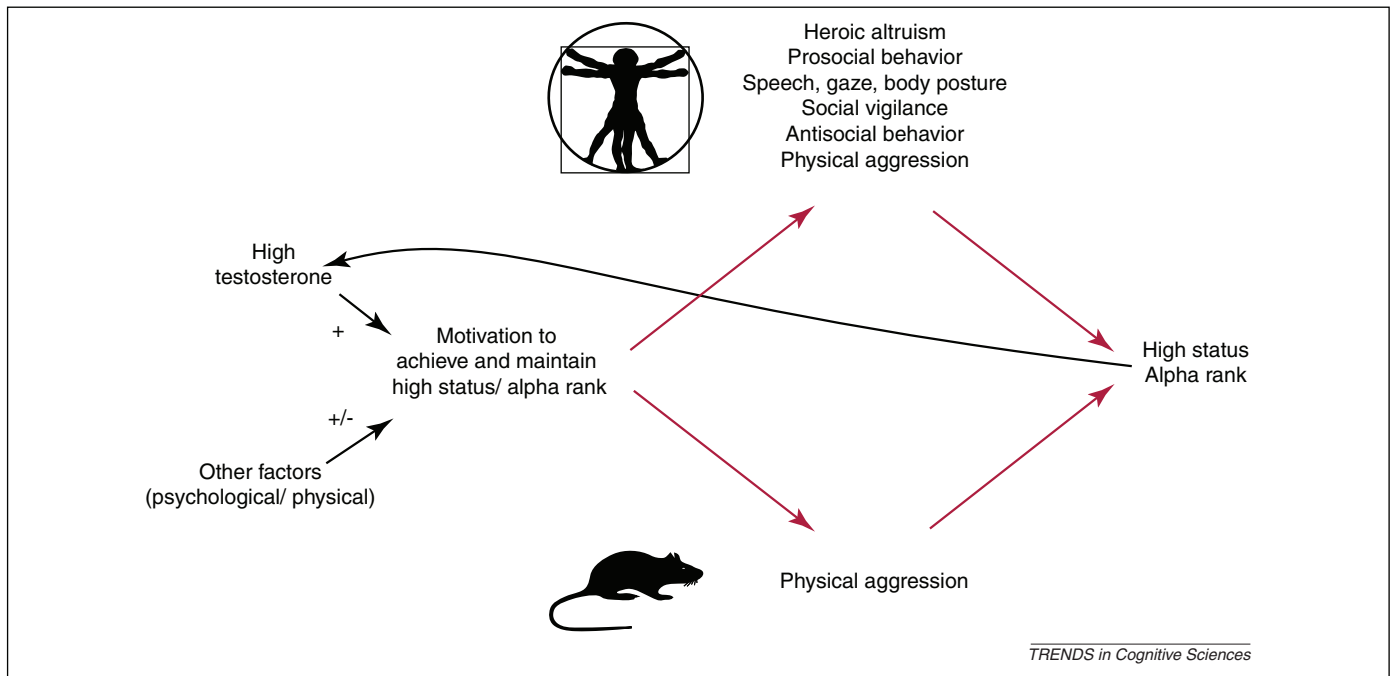 Heroic altruism
Prosocial behavior
Speech, gaze, body posture
Social vigilance
Antisocial behavior
Physical aggression
High
testosterone
+
Motivation to
achieve and maintain
high status/ alpha rank
High status
Alpha rank
+/-
Other factors
(psychological/ physical)
Physical aggression
TRENDS in Cognitive Sciences